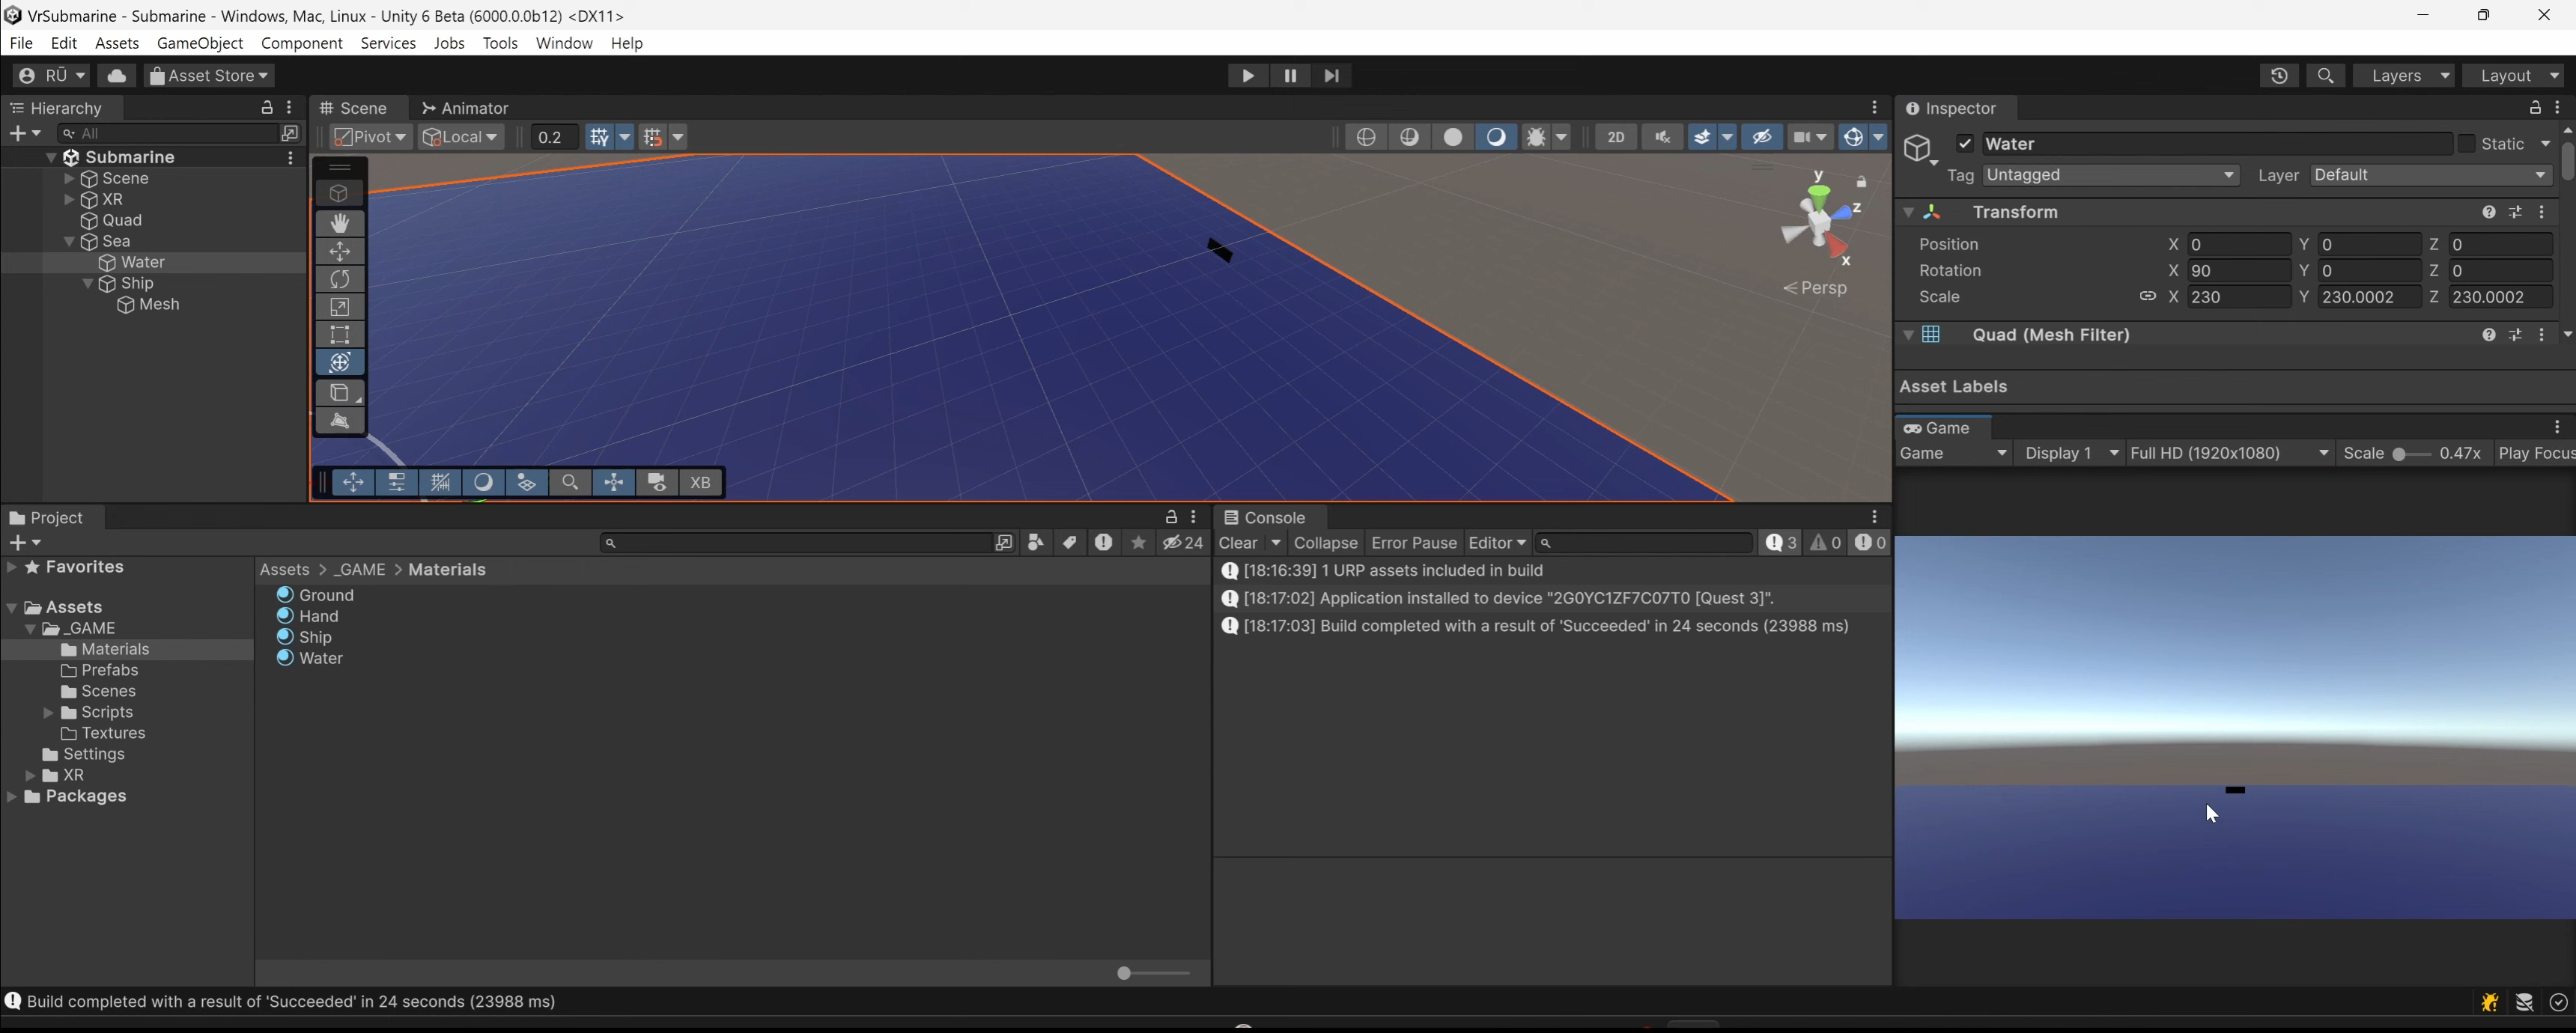 VrSubmarine - Submarine - Windows, Mac, Linux - Unity 6 Beta (6000.0.0b12) <DX11>
File Edit Assets GameObject Component Services Jobs Tools Window Help
RŪ Asset Store Layers Layout
Hierarchy
All
Submarine
Scene
XR
Quad
Sea
Water
Ship
Mesh
Scene Animator
Pivot Local 0.2 2D
y
z
x
Persp
XB
Inspector
Water Static
Tag Untagged Layer Default
Transform
Position X 0 Y 0 Z 0
Rotation X 90 Y 0 Z 0
Scale X 230 Y 230.0002 Z 230.0002
Quad (Mesh Filter)
Asset Labels
Game
Game Display 1 Full HD (1920x1080) Scale 0.47x Play Focus
Project
24
Favorites
Assets
_GAME
Materials
Prefabs
Scenes
Scripts
Textures
Settings
XR
Packages
Assets > _GAME > Materials
Ground
Hand
Ship
Water
Console
Clear Collapse Error Pause Editor 3 0 0
[18:16:39] 1 URP assets included in build
[18:17:02] Application installed to device "2G0YC1ZF7C07T0 [Quest 3]".
[18:17:03] Build completed with a result of 'Succeeded' in 24 seconds (23988 ms)
Build completed with a result of 'Succeeded' in 24 seconds (23988 ms)